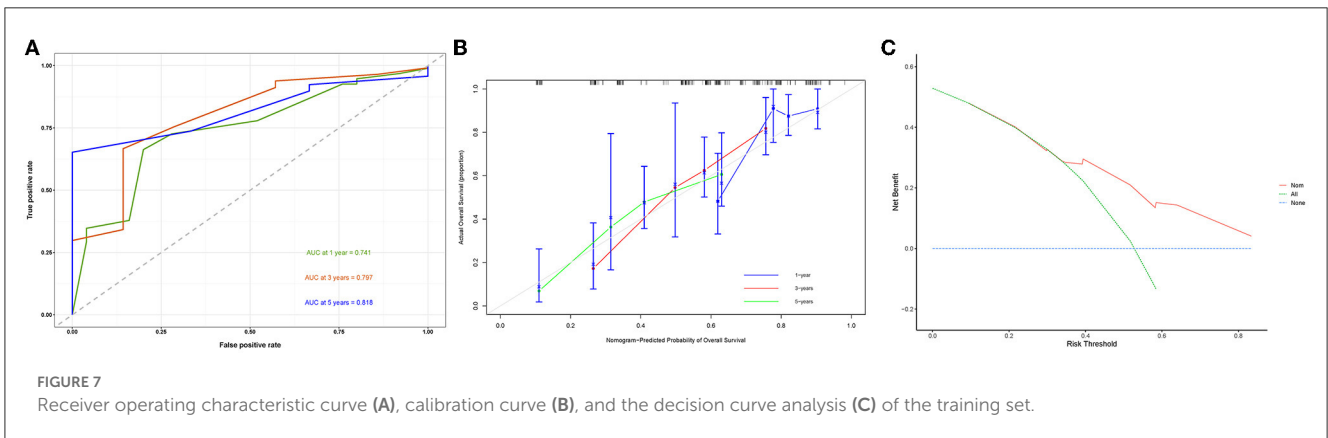 A
1.00
0.75
0.50
0.25
0.00
True positive rate
AUC at 1 year = 0.741
AUC at 3 years = 0.797
AUC at 5 years = 0.818
0.00 0.25 0.50 0.75 1.00
False positive rate
B
1.0
0.8
0.6
0.4
0.2
0.0
Actual Overall Survival (proportion)
1-year
3-years
5-years
0.0 0.2 0.4 0.6 0.8 1.0
Nomogram-Predicted Probability of Overall Survival
C
0.6
0.4
0.2
0.0
-0.2
Net Benefit
Nom
All
None
0.0 0.2 0.4 0.6 0.8
Risk Threshold
FIGURE 7
Receiver operating characteristic curve (A), calibration curve (B), and the decision curve analysis (C) of the training set.